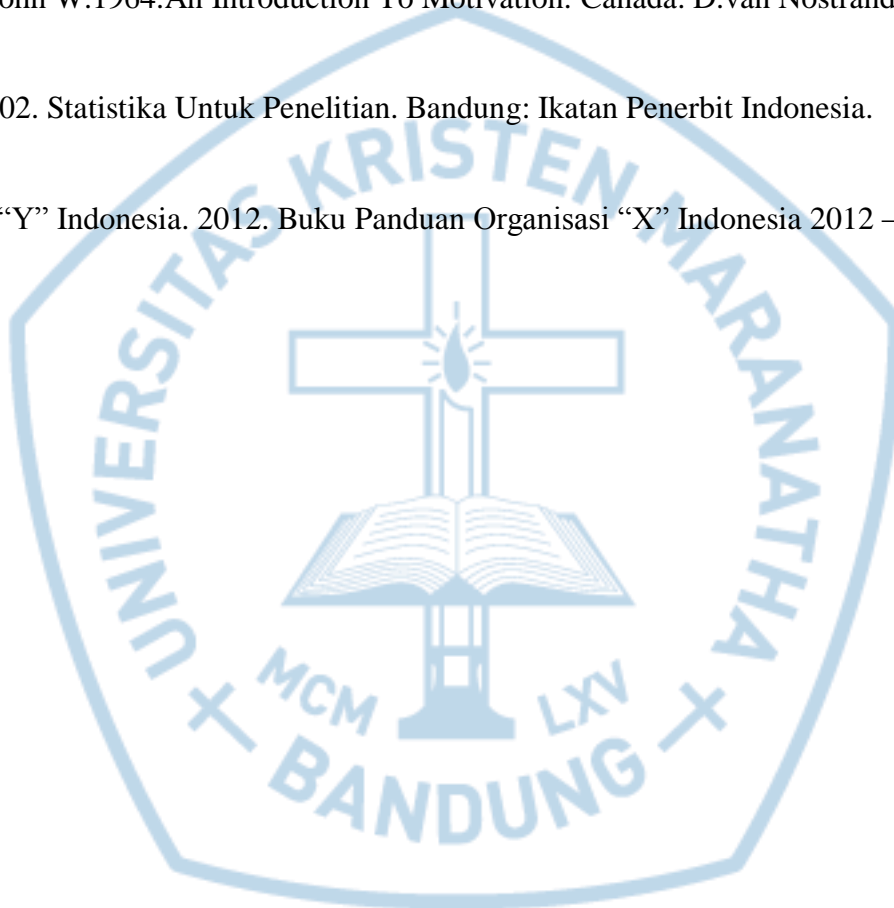 W.1964.An Introduction To Motivation. Canada. D.van Nostrand
02. Statistika Untuk Penelitian. Bandung: Ikatan Penerbit Indonesia.
“Y” Indonesia. 2012. Buku Panduan Organisasi “X” Indonesia 2012 –
UNIVERSITAS KRISTEN MARANATHA
MCM LXV
BANDUNG